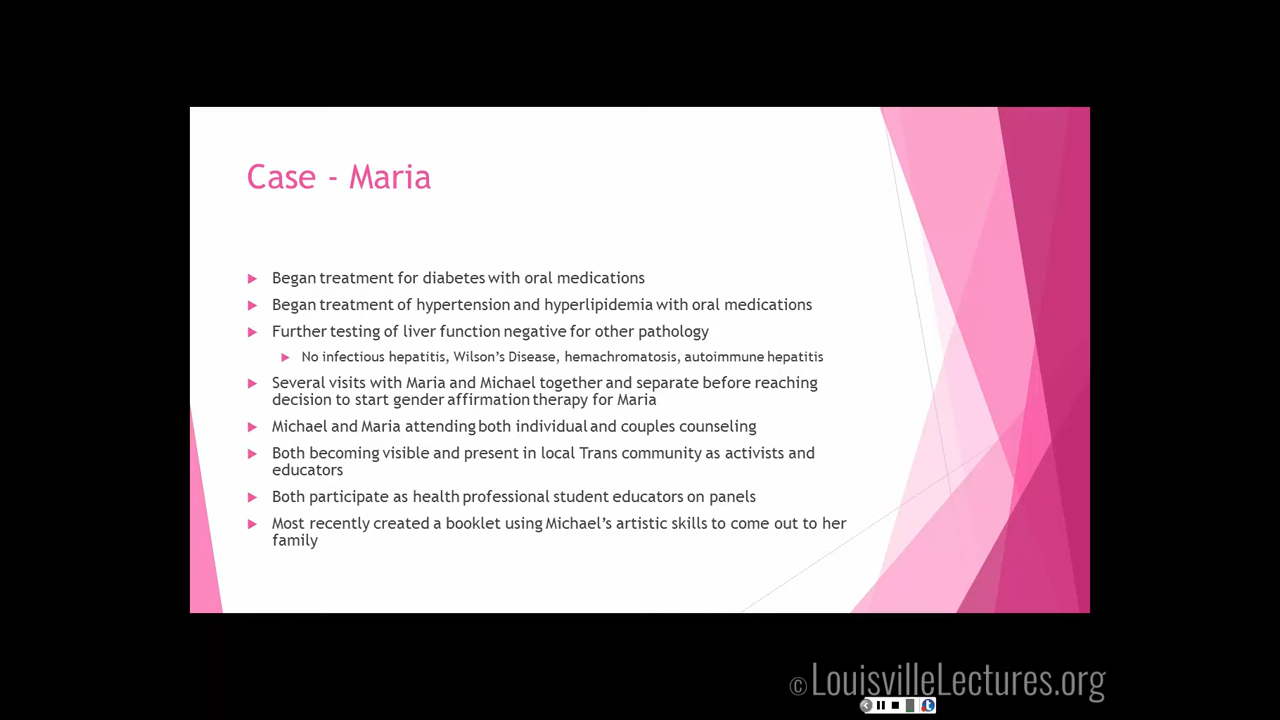 Case - Maria
Began treatment for diabetes with oral medications
Began treatment of hypertension and hyperlipidemia with oral medications
Further testing of liver function negative for other pathology
No infectious hepatitis, Wilson's Disease, hemachromatosis, autoimmune hepatitis
Several visits with Maria and Michael together and separate before reaching
decision to start gender affirmation therapy for Maria
Michael and Maria attending both individual and couples counseling
Both becoming visible and present in local Trans community as activists and
educators
Both participate as health professional student educators on panels
Most recently created a booklet using Michael's artistic skills to come out to her
family
© LouisvilleLectures.org